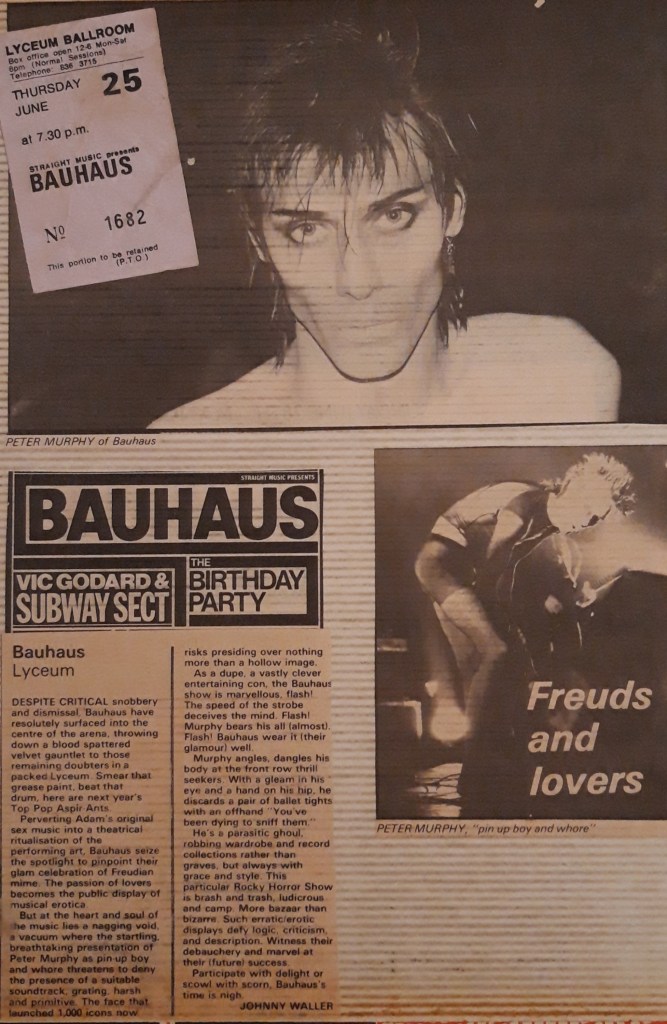 LYCEUM BALLROOM
Box office open 12-6 Mon-Sat
6pm (Normal Sessions)
Telephone: 836 3715
THURSDAY 25
JUNE
at 7.30 p.m.
STRAIGHT MUSIC presents
BAUHAUS
Nº 1682
This portion to be retained
(P.T.O.)
PETER MURPHY of Bauhaus
STRAIGHT MUSIC PRESENTS
BAUHAUS
VIC GODARD &
SUBWAY SECT
THE
BIRTHDAY
PARTY
Bauhaus
Lyceum
DESPITE CRITICAL snobbery
and dismissal, Bauhaus have
resolutely surfaced into the
centre of the arena, throwing
down a blood spattered
velvet gauntlet to those
remaining doubters in a
packed Lyceum. Smear that
grease paint, beat that
drum, here are next year's
Top Pop Aspir-Ants.
Perverting Adam's original
sex music into a theatrical
ritualisation of the
performing art, Bauhaus seize
the spotlight to pinpoint their
glam celebration of Freudian
mime. The passion of lovers
becomes the public display of
musical erotica.
But at the heart and soul of
the music lies a nagging void,
a vacuum where the startling,
breathtaking presentation of
Peter Murphy as pin-up boy
and whore threatens to deny
the presence of a suitable
soundtrack, grating, harsh
and primitive. The face that
launched 1,000 icons now
risks presiding over nothing
more than a hollow image.
As a dupe, a vastly clever
entertaining con, the Bauhaus
show is marvellous, flash!
The speed of the strobe
deceives the mind. Flash!
Murphy bears his all (almost).
Flash! Bauhaus wear it (their
glamour) well.
Murphy angles, dangles his
body at the front row thrill
seekers. With a gleam in his
eye and a hand on his hip, he
discards a pair of ballet tights
with an offhand "You've
been dying to sniff them."
He's a parasitic ghoul,
robbing wardrobe and record
collections rather than
graves, but always with
grace and style. This
particular Rocky Horror Show
is brash and trash, ludicrous
and camp. More bazaar than
bizarre. Such erratic/erotic
displays defy logic, criticism,
and description. Witness their
debauchery and marvel at
their (future) success.
Participate with delight or
scowl with scorn, Bauhaus's
time is nigh.
JOHNNY WALLER
Freuds
and
lovers
PETER MURPHY, "pin up boy and whore"